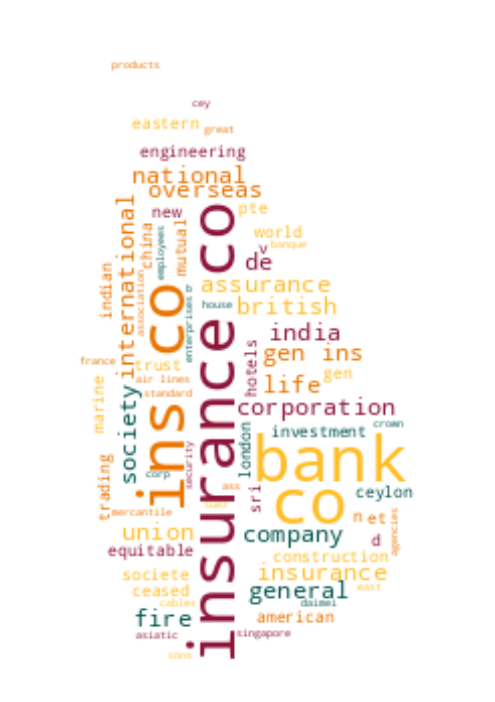 products
cey
eastern
great
engineering
national
overseas
new
pte
insurance co
ins co
international
china
employees
mutual
world
banque
v
de
indian
association
assurance
cr
house
british
enterprises
india
gen ins
hotels
france
trust
gen
air lines
life
marine
standard
society
corporation
london
crown
investment
bank
security
trading
corp
ass
sri
co
ceylon
suez
mercantile
n
et
agencies
union
company
d
equitable
construction
societe
insurance
ceased
general
east
cables
daimei
fire
american
asiatic
singapore
sons